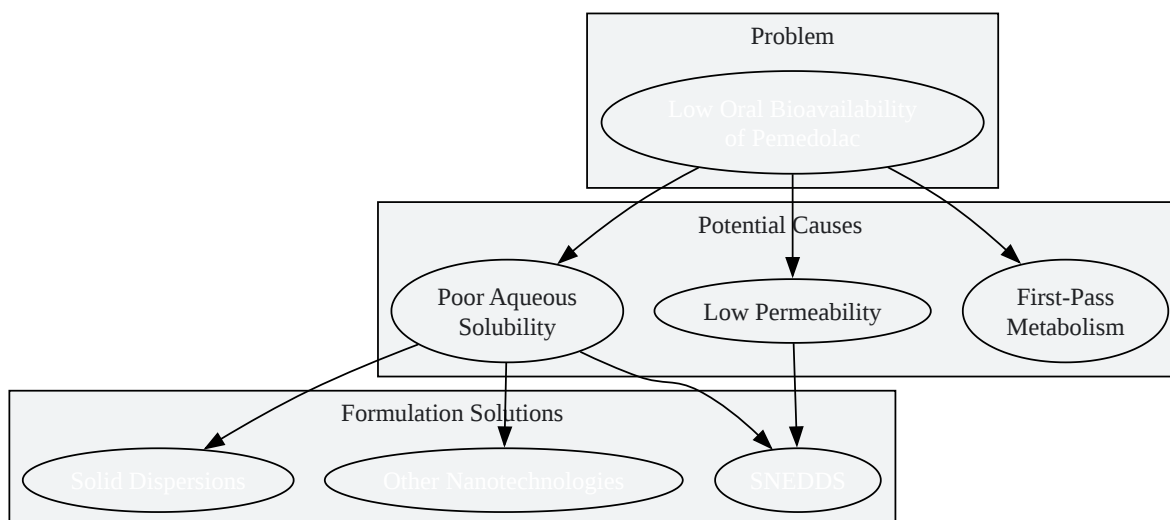 Problem
Low Oral Bioavailability
of Pemedolac
Potential Causes
Poor Aqueous
Solubility
Low Permeability
First-Pass
Metabolism
Formulation Solutions
Solid Dispersions
Other Nanotechnologies
SNEDDS